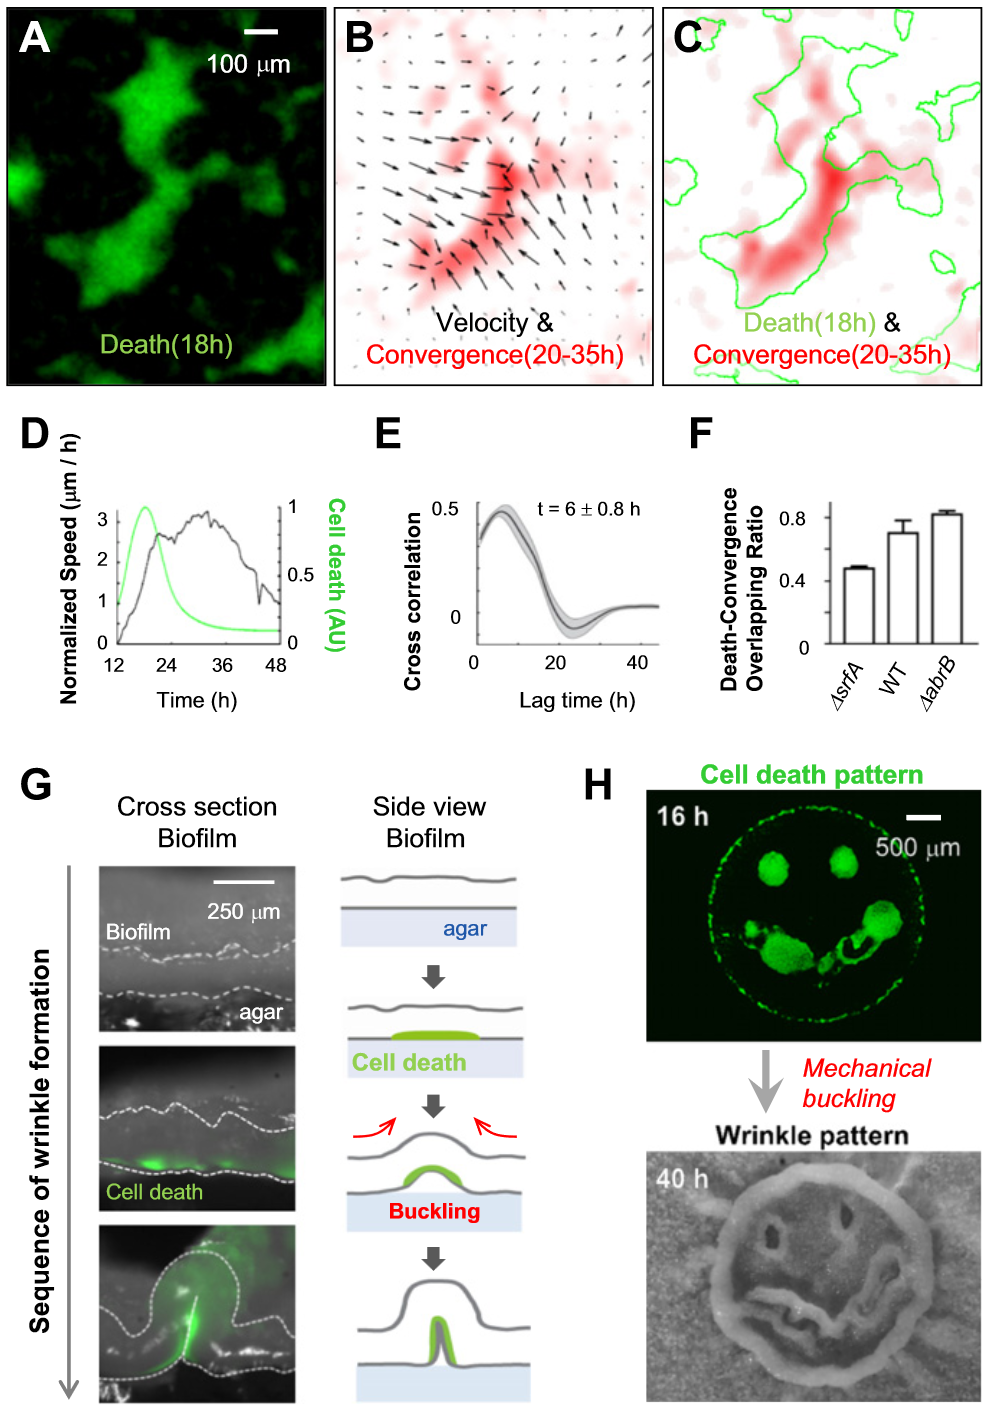 A
100 μm
Death(18h)
B
Velocity &
Convergence(20-35h)
C
Death(18h) &
Convergence(20-35h)
D
Normalized Speed (μm / h)
3
2
1
0
12
24
36
48
Time (h)
1
0.5
0
Cell death (AU)
E
Cross correlation
0.5
0
t = 6 ± 0.8 h
0
20
40
Lag time (h)
F
Death-Convergence
Overlapping Ratio
0.8
0.4
0
ΔsrfA
WT
ΔabrB
G
Cross section
Biofilm
Side view
Biofilm
Sequence of wrinkle formation
250 μm
Biofilm
agar
agar
Cell death
Cell death
Buckling
H
Cell death pattern
16 h
500 μm
Mechanical
buckling
Wrinkle pattern
40 h